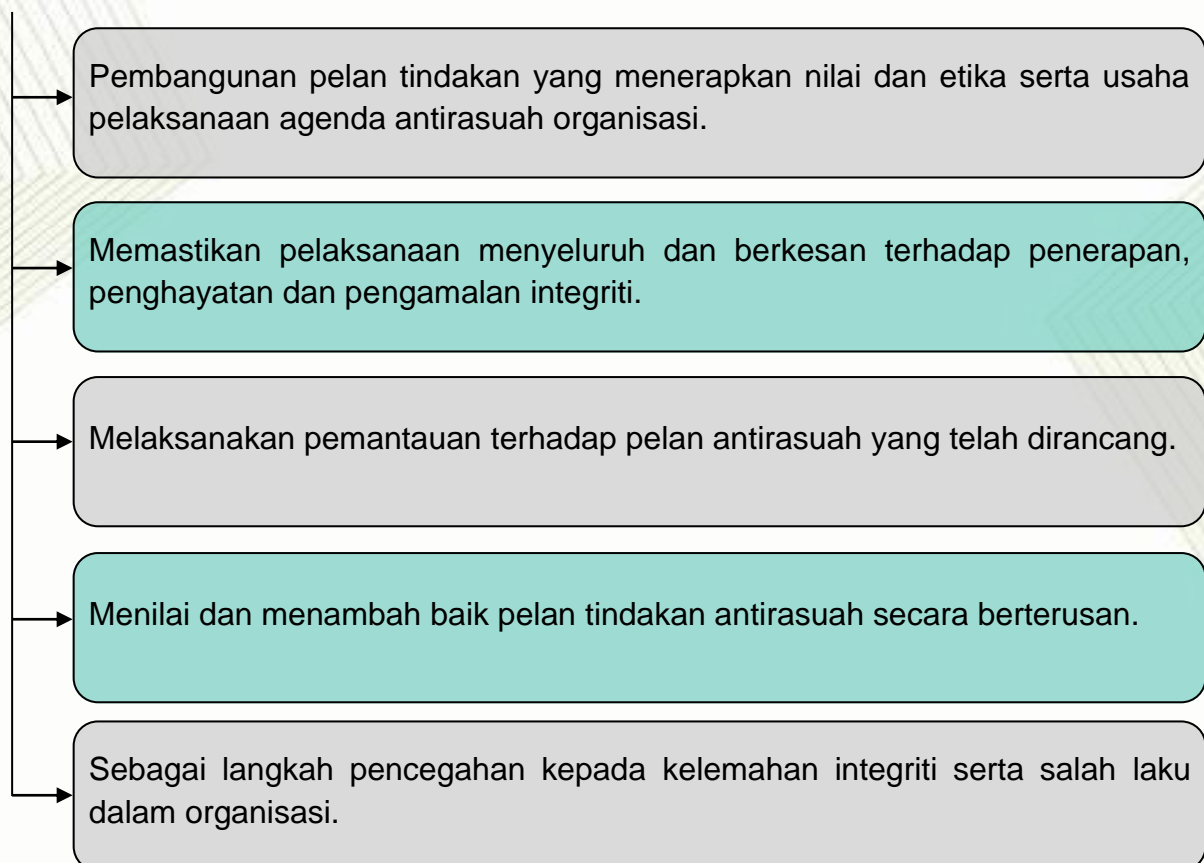 Pembangunan pelan tindakan yang menerapkan nilai dan etika serta usaha
pelaksanaan agenda antirasuah organisasi.
Memastikan pelaksanaan menyeluruh dan berkesan terhadap penerapan,
penghayatan dan pengamalan integriti.
Melaksanakan pemantauan terhadap pelan antirasuah yang telah dirancang.
Menilai dan menambah baik pelan tindakan antirasuah secara berterusan.
Sebagai langkah pencegahan kepada kelemahan integriti serta salah laku
dalam organisasi.